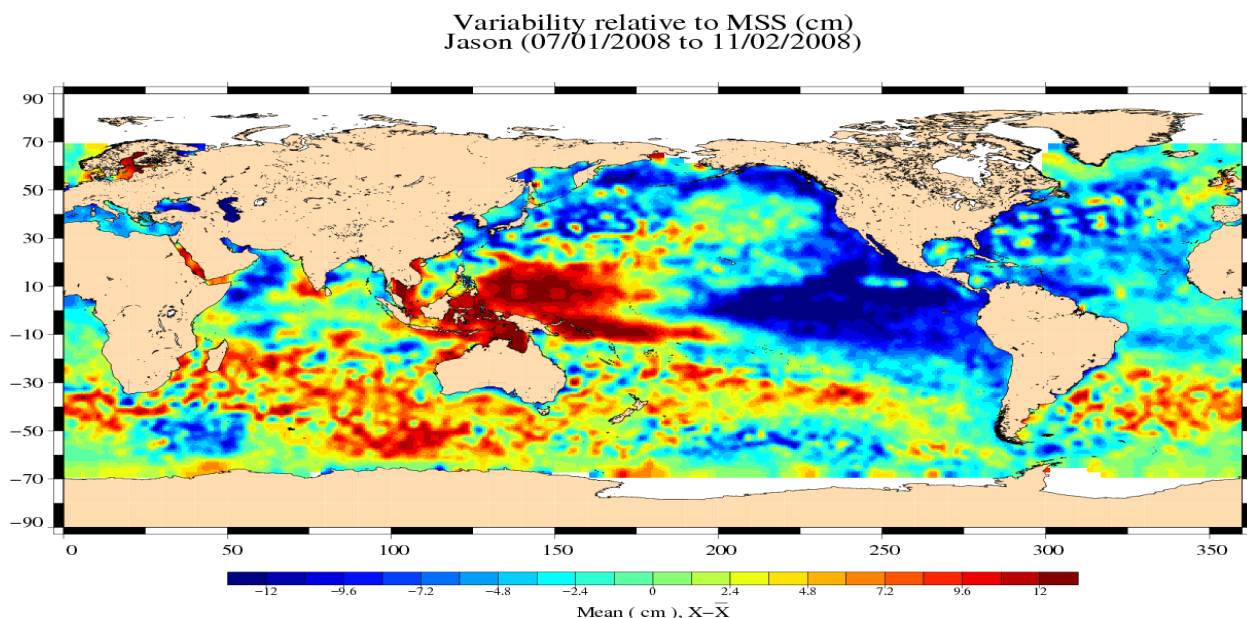 Variability relative to MSS (cm)
Jason (07/01/2008 to 11/02/2008)
90
70
50
30
10
−10
−30
−50
−70
−90
0 50 100 150 200 250 300 350
−12 −9.6 −7.2 −4.8 −2.4 0 2.4 4.8 7.2 9.6 12
Mean ( cm ), X−X̅